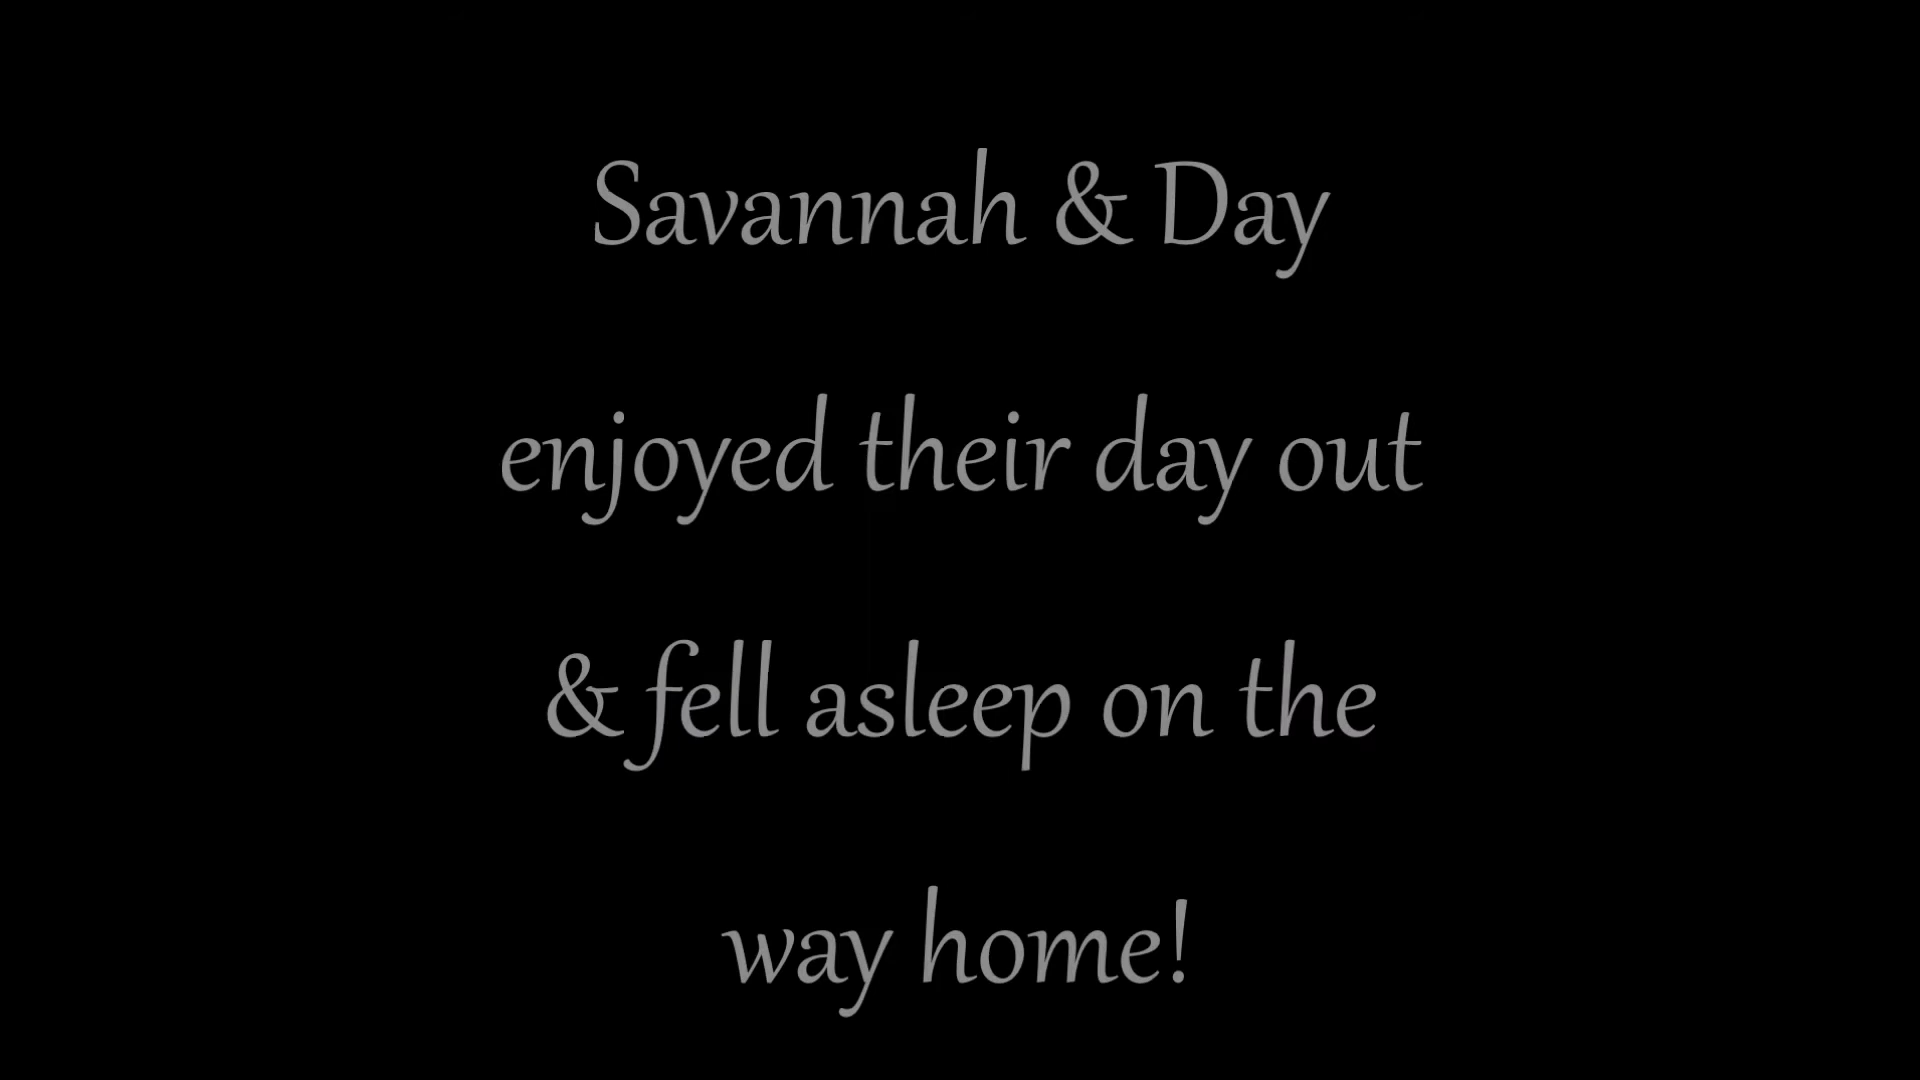 Savannah & Day
enjoyed their day out
& fell asleep on the
way home!